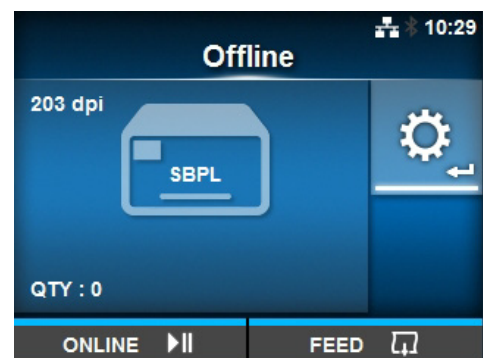 10:29
Offline
203 dpi
SBPL
QTY : 0
ONLINE FEED